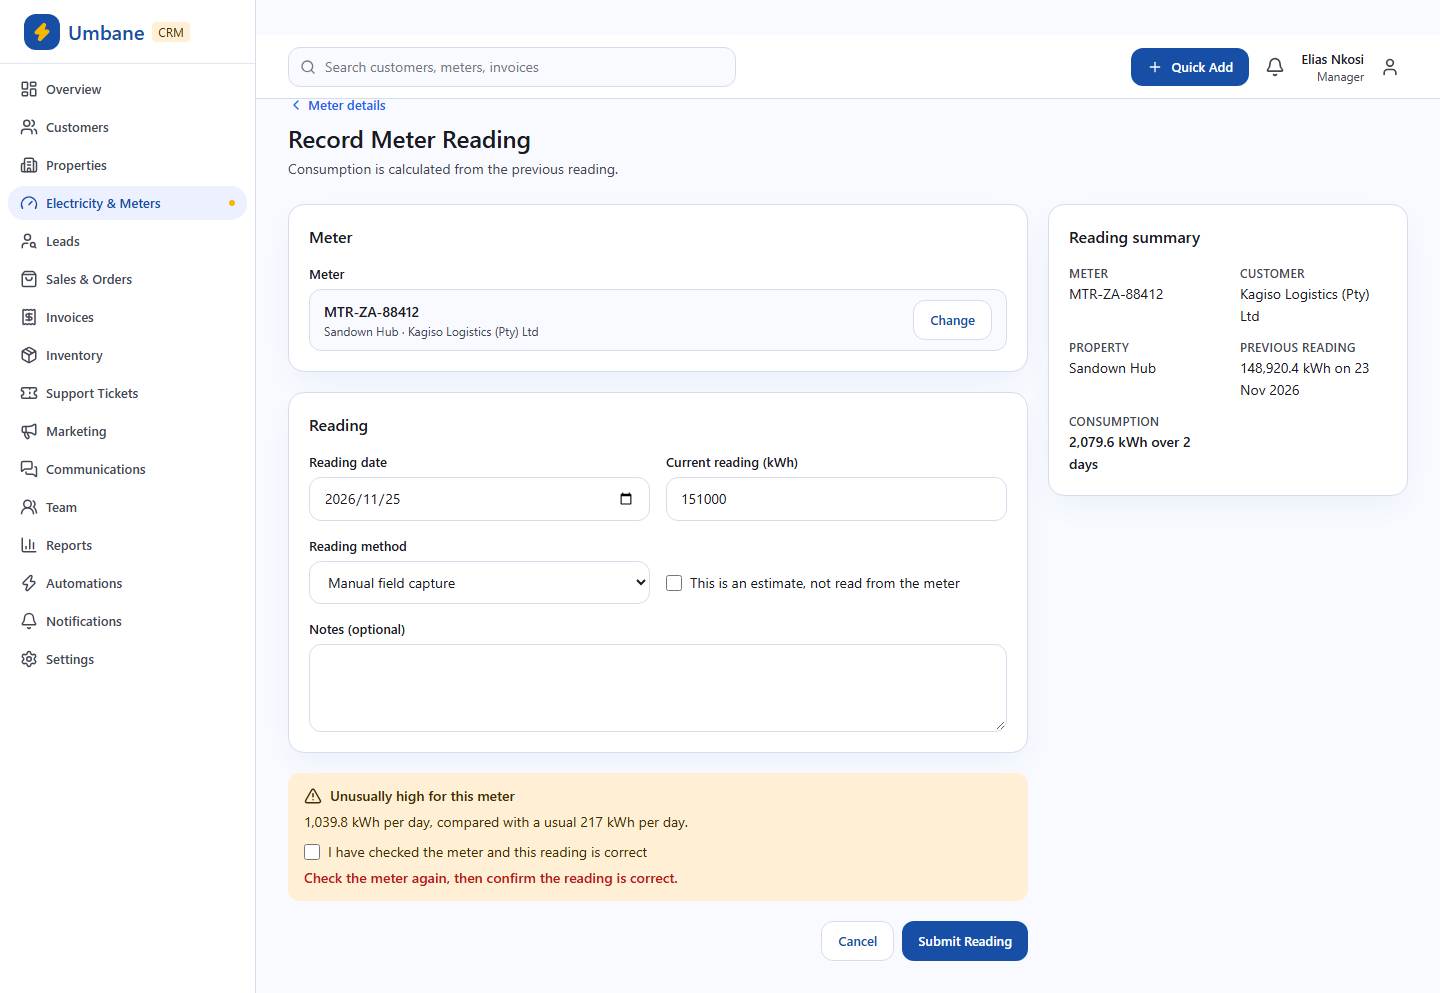 Umbane CRM
Overview
Customers
Properties
Electricity & Meters
Leads
Sales & Orders
Invoices
Inventory
Support Tickets
Marketing
Communications
Team
Reports
Automations
Notifications
Settings
Search customers, meters, invoices
Quick Add
Elias Nkosi
Manager
Meter details
Record Meter Reading
Consumption is calculated from the previous reading.
Meter
Meter
MTR-ZA-88412
Sandown Hub · Kagiso Logistics (Pty) Ltd
Change
Reading
Reading date
Current reading (kWh)
2026/11/25
151000
Reading method
Manual field capture
This is an estimate, not read from the meter
Notes (optional)
Unusually high for this meter
1,039.8 kWh per day, compared with a usual 217 kWh per day.
I have checked the meter and this reading is correct
Check the meter again, then confirm the reading is correct.
Cancel
Submit Reading
Reading summary
METER
MTR-ZA-88412
CUSTOMER
Kagiso Logistics (Pty)
Ltd
PROPERTY
Sandown Hub
PREVIOUS READING
148,920.4 kWh on 23
Nov 2026
CONSUMPTION
2,079.6 kWh over 2
days